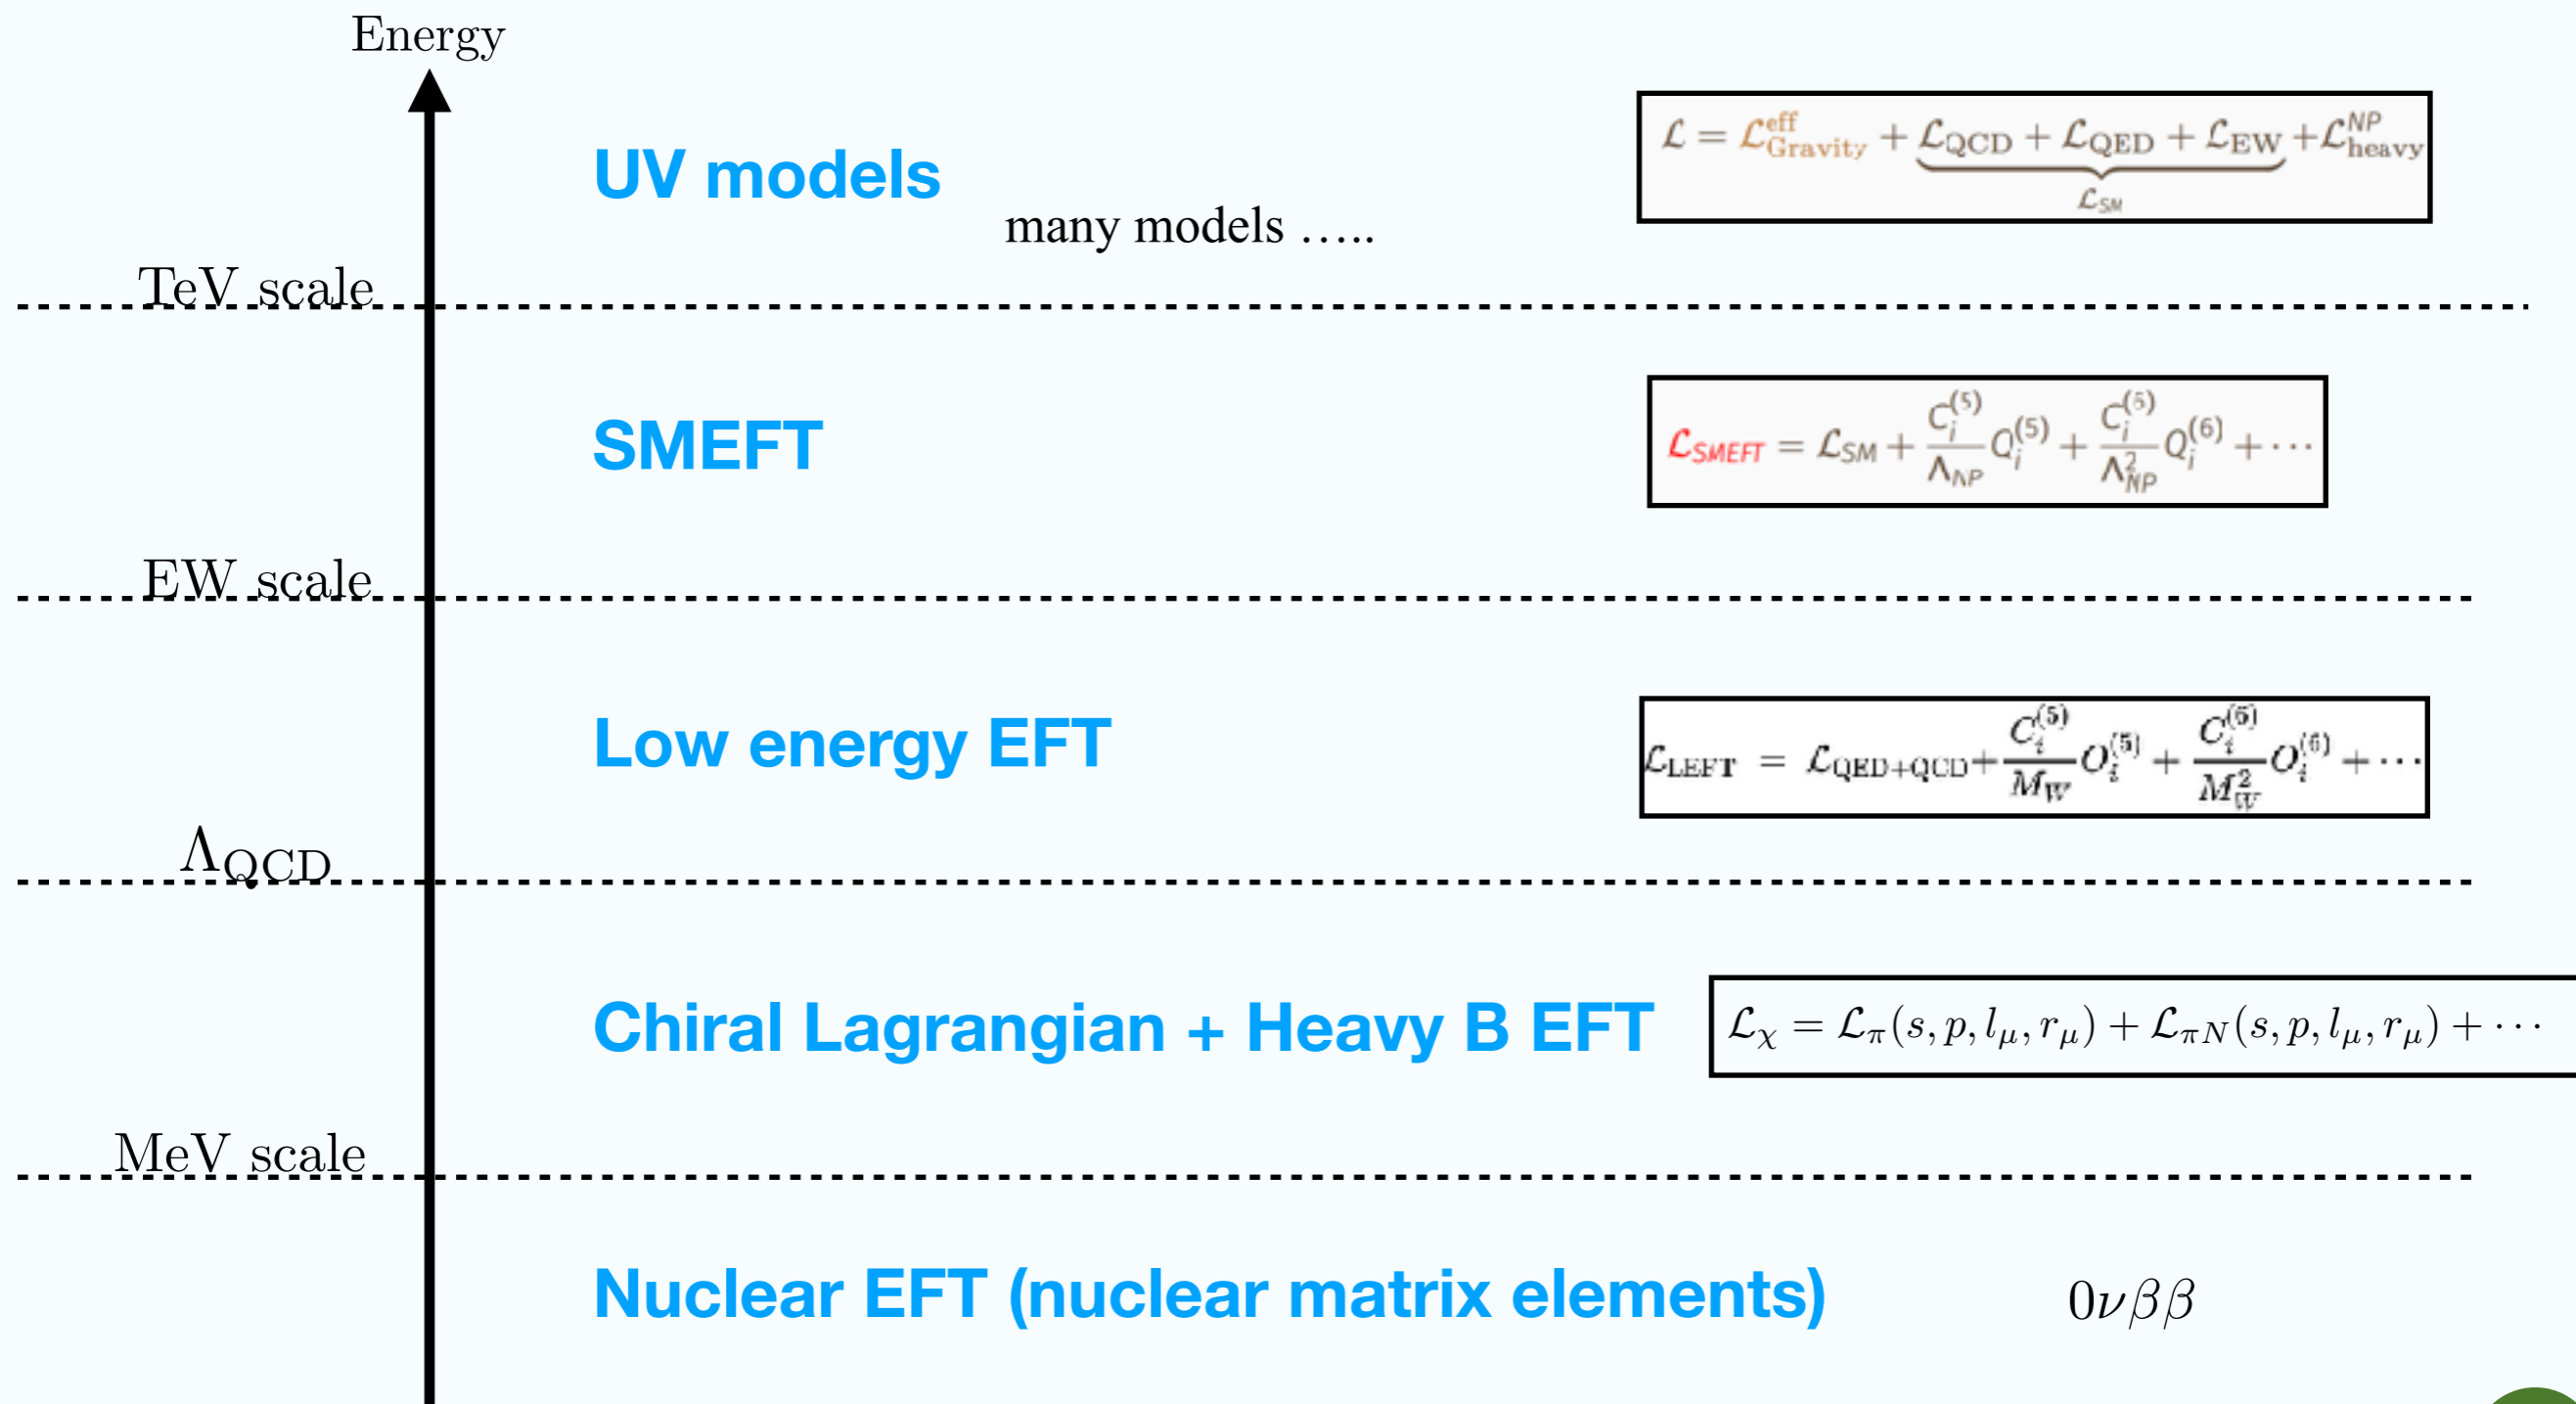 Energy
UV models
many models …..
ℒ = ℒ^eff_Gravity + ℒ_QCD + ℒ_QED + ℒ_EW + ℒ^NP_heavy
ℒ_SM
TeV scale
SMEFT
ℒ_SMEFT = ℒ_SM + C_i^(5)/Λ_NP Q_i^(5) + C_i^(6)/Λ_NP^2 Q_i^(6) + ⋯
EW scale
Low energy EFT
ℒ_LEFT = ℒ_QED+QCD + C_i^(5)/M_W O_i^(5) + C_i^(6)/M_W^2 O_i^(6) + ⋯
Λ_QCD
Chiral Lagrangian + Heavy B EFT
ℒ_χ = ℒ_π(s, p, l_μ, r_μ) + ℒ_πN(s, p, l_μ, r_μ) + ⋯
MeV scale
Nuclear EFT (nuclear matrix elements)
0νββ